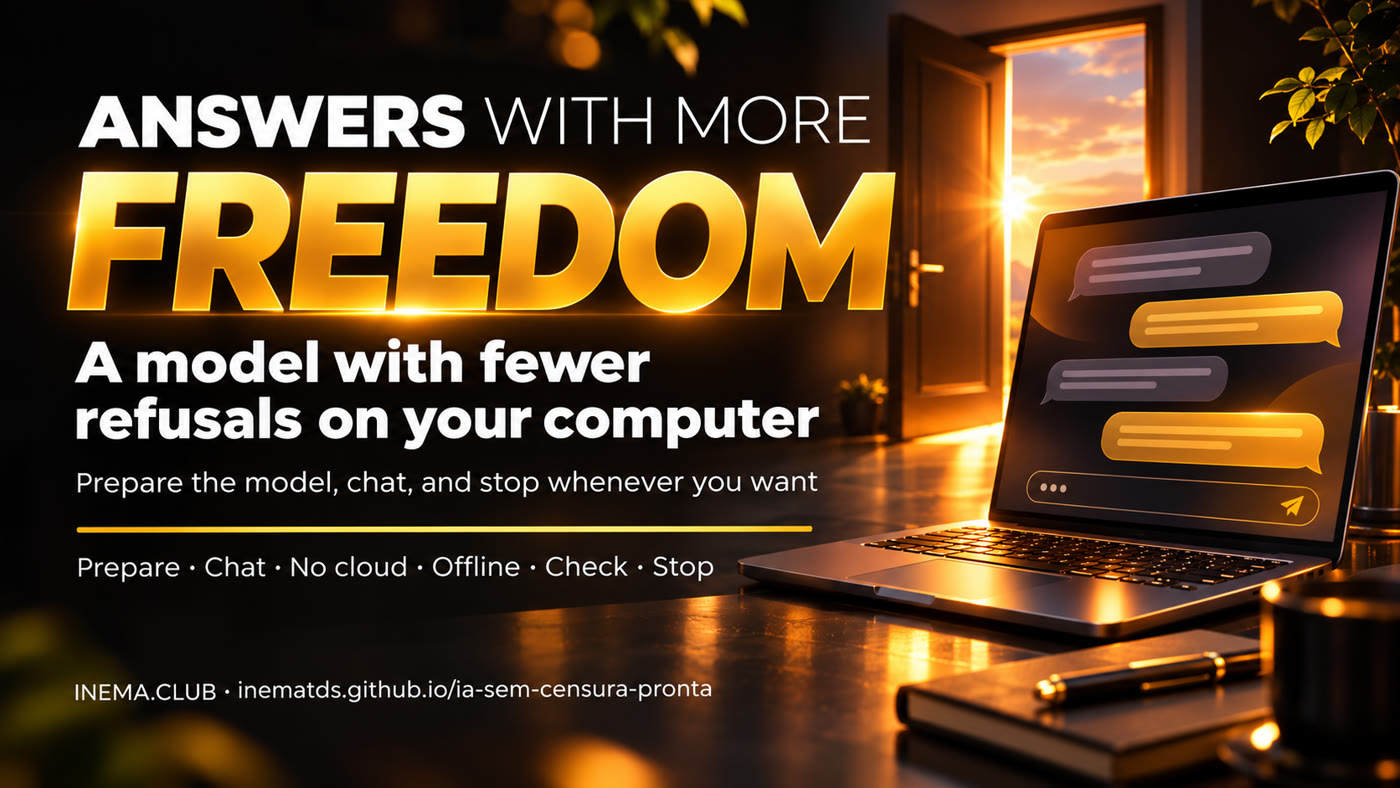 ANSWERS WITH MORE
FREEDOM
A model with fewer
refusals on your computer
Prepare the model, chat, and stop whenever you want
Prepare · Chat · No cloud · Offline · Check · Stop
INEMA.CLUB · inematds.github.io/ia-sem-censura-pronta